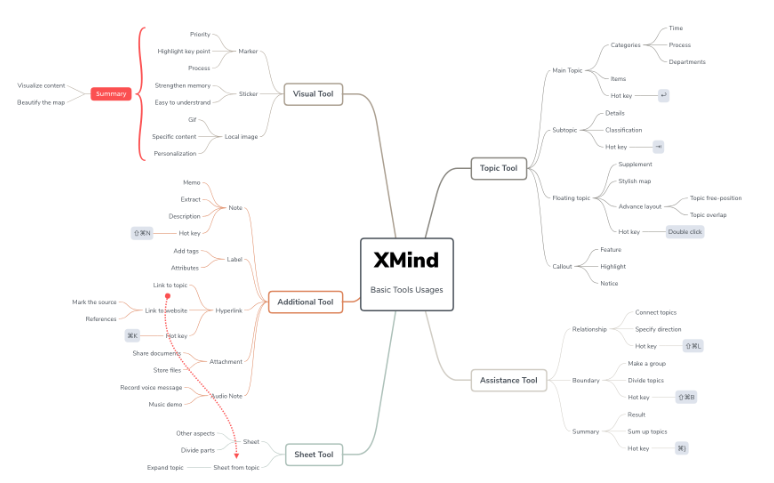 XMind
Basic Tools Usages
Visual Tool
Marker
Priority
Highlight key point
Process
Sticker
Strengthen memory
Easy to understrand
Local image
Gif
Specific content
Personalization
Summary
Visualize content
Beautify the map
Additional Tool
Note
Memo
Extract
Description
Hot key
⇧⌘N
Label
Add tags
Attributes
Hyperlink
Link to topic
Link to website
Mark the source
References
Hot key
⌘K
Attachment
Share documents
Store files
Audio Note
Record voice message
Music demo
Sheet Tool
Sheet
Other aspects
Divide parts
Sheet from topic
Expand topic
Topic Tool
Main Topic
Categories
Time
Process
Departments
Items
Hot key
↩
Subtopic
Details
Classification
Hot key
⇥
Floating topic
Supplement
Stylish map
Advance layout
Topic free-position
Topic overlap
Hot key
Double click
Callout
Feature
Highlight
Notice
Assistance Tool
Relationship
Connect topics
Specify direction
Hot key
⇧⌘L
Boundary
Make a group
Divide topics
Hot key
⇧⌘B
Summary
Result
Sum up topics
Hot key
⌘]